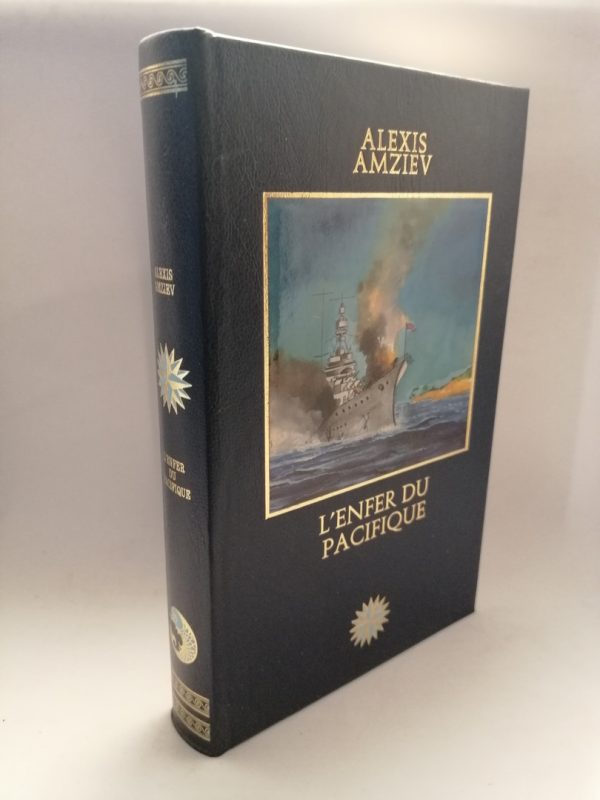 ALEXIS
AMZIEV
L'ENFER DU
PACIFIQUE
ALEXIS
AMZIEV
L'ENFER
DU
PACIFIQUE